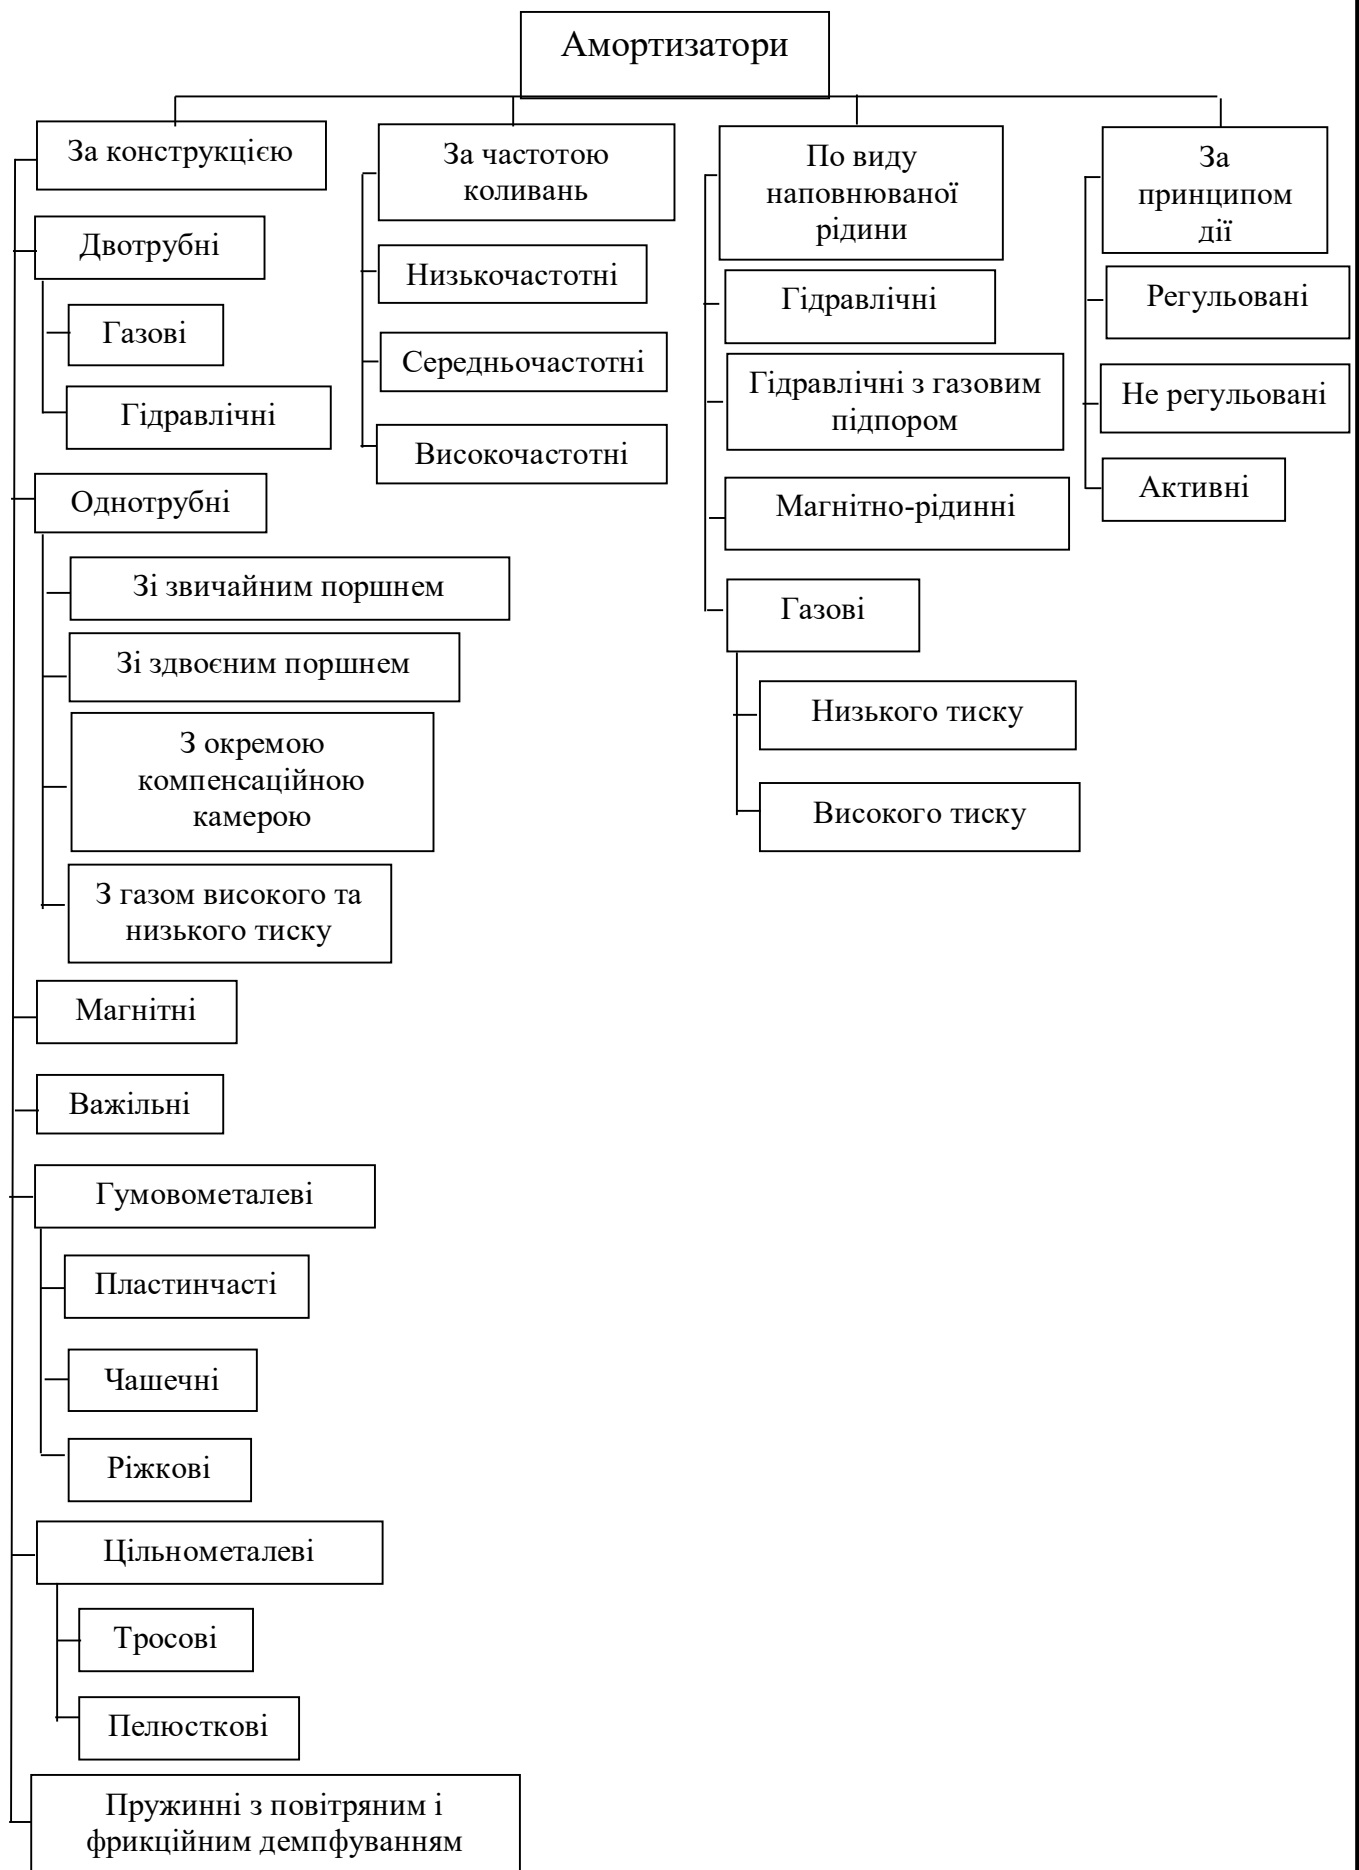 Амортизатори
За конструкцією
Двотрубні
Газові
Гідравлічні
Однотрубні
Зі звичайним поршнем
Зі здвоєним поршнем
З окремою
компенсаційною
камерою
З газом високого та
низького тиску
Магнітні
Важільні
Гумовометалеві
Пластинчасті
Чашечні
Ріжкові
Цільнометалеві
Тросові
Пелюсткові
Пружинні з повітряним і
фрикційним демпфуванням
За частотою
коливань
Низькочастотні
Середньочастотні
Високочастотні
По виду
наповнюваної
рідини
Гідравлічні
Гідравлічні з газовим
підпором
Магнітно-рідинні
Газові
Низького тиску
Високого тиску
За
принципом
дії
Регульовані
Не регульовані
Активні